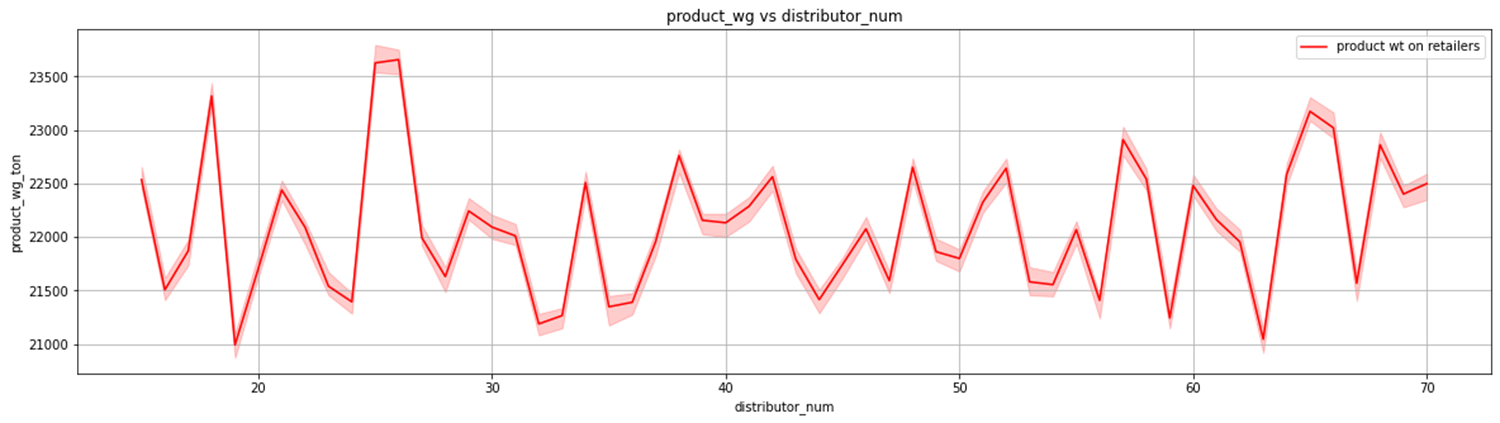 product_wg vs distributor_num
product wt on retailers
product_wg_ton
23500
23000
22500
22000
21500
21000
20 30 40 50 60 70
distributor_num